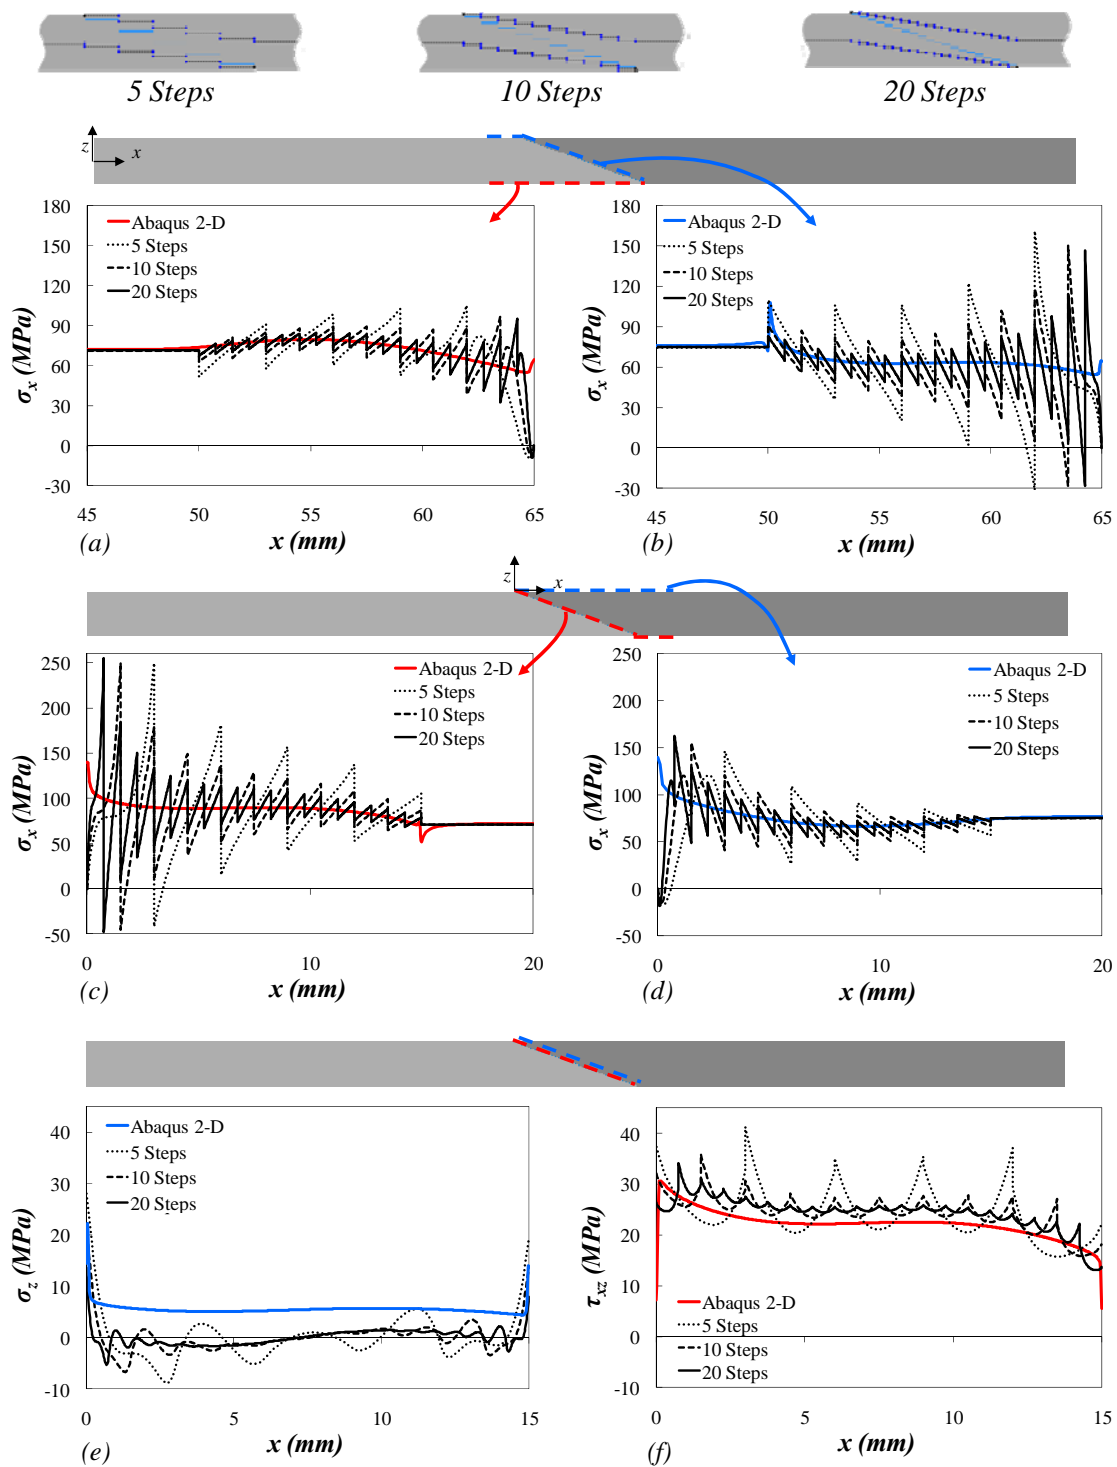 5 Steps
10 Steps
20 Steps
z
x
180
150
120
90
60
30
0
-30
σx (MPa)
Abaqus 2-D
5 Steps
10 Steps
20 Steps
45
50
55
60
65
(a)
x (mm)
180
150
120
90
60
30
0
-30
σx (MPa)
Abaqus 2-D
5 Steps
10 Steps
20 Steps
45
50
55
60
65
(b)
x (mm)
z
x
250
200
150
100
50
0
-50
σx (MPa)
Abaqus 2-D
5 Steps
10 Steps
20 Steps
0
10
20
(c)
x (mm)
250
200
150
100
50
0
-50
σx (MPa)
Abaqus 2-D
5 Steps
10 Steps
20 Steps
0
10
20
(d)
x (mm)
40
30
20
10
0
-10
σz (MPa)
Abaqus 2-D
5 Steps
10 Steps
20 Steps
0
5
10
15
(e)
x (mm)
40
30
20
10
0
-10
τxz (MPa)
Abaqus 2-D
5 Steps
10 Steps
20 Steps
0
5
10
15
(f)
x (mm)